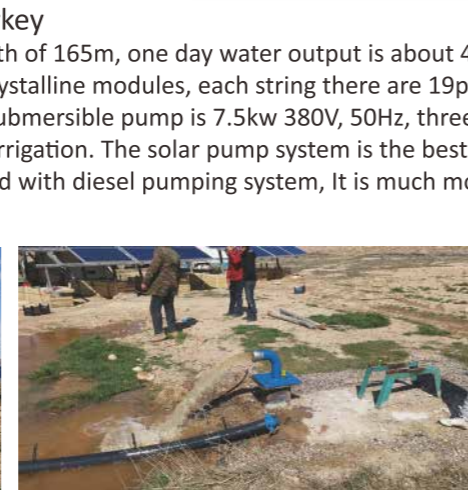 key
th of 165m, one day water output is about 4
ystalline modules, each string there are 19p
ubmersible pump is 7.5kw 380V, 50Hz, three
rrigation. The solar pump system is the best
d with diesel pumping system, It is much mo